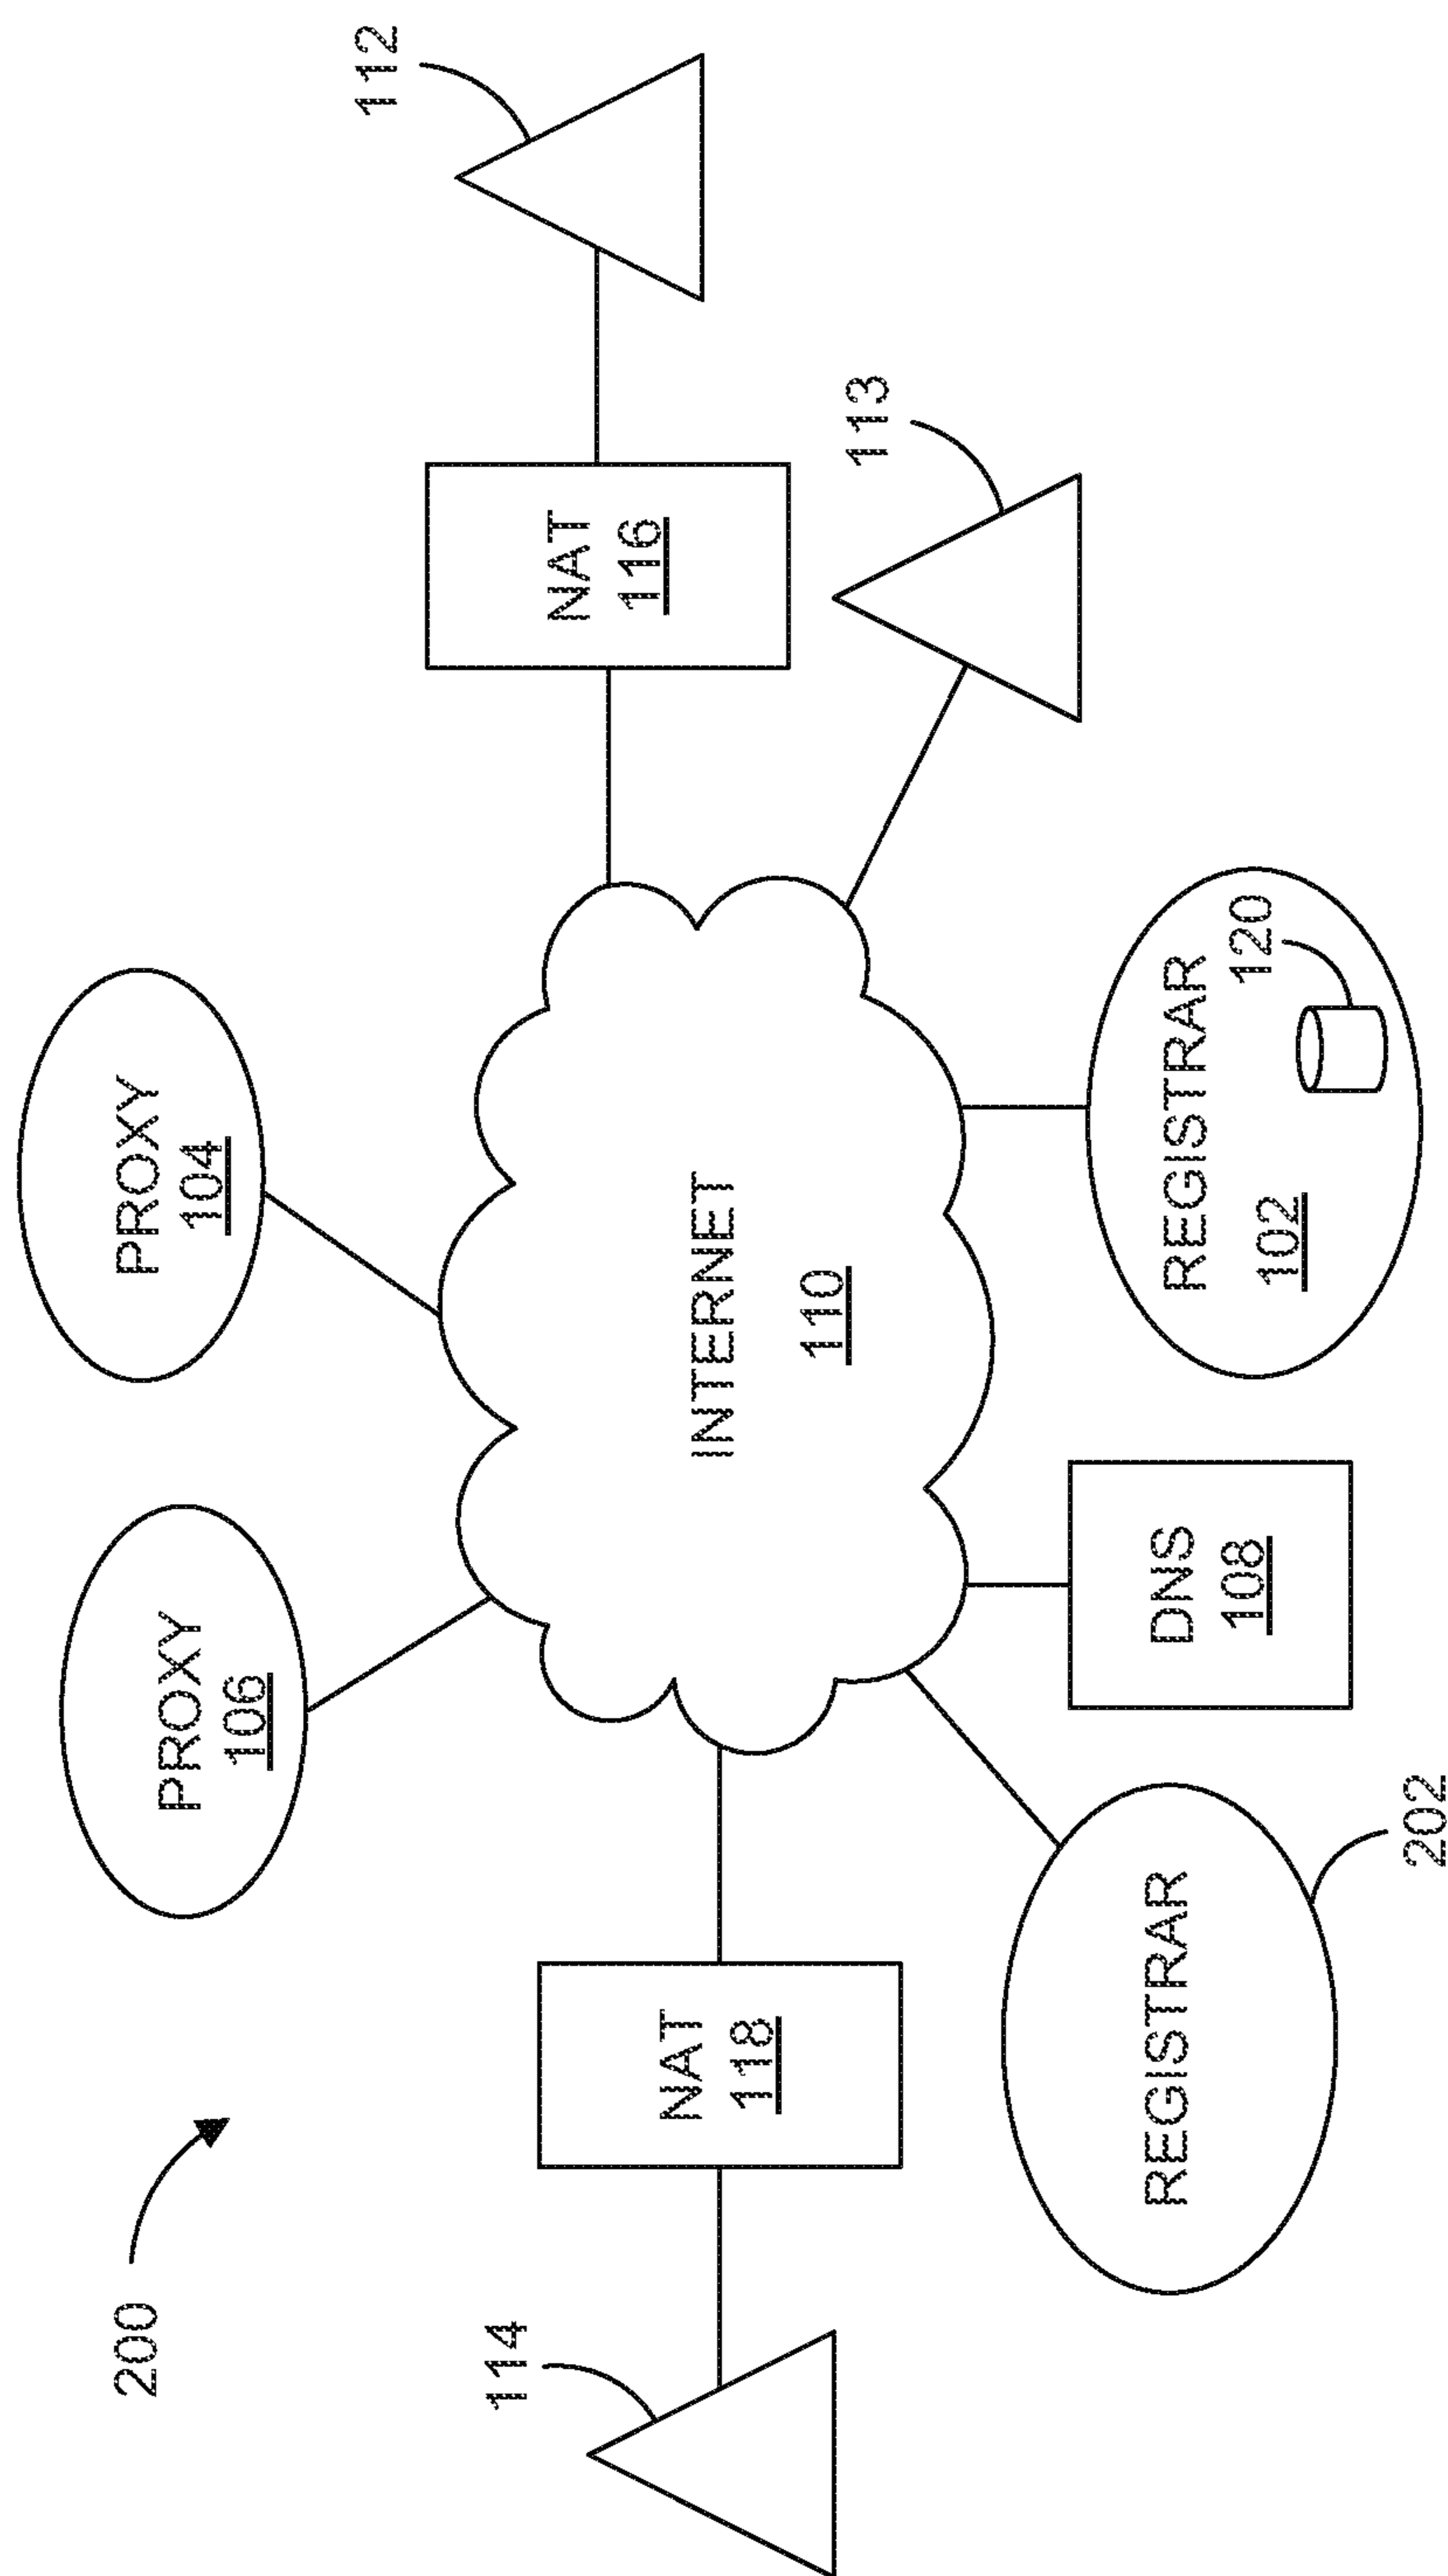 200
PROXY
106
PROXY
104
112
114
NAT
118
INTERNET
110
NAT
116
113
REGISTRAR
202
DNS
108
REGISTRAR
102
120